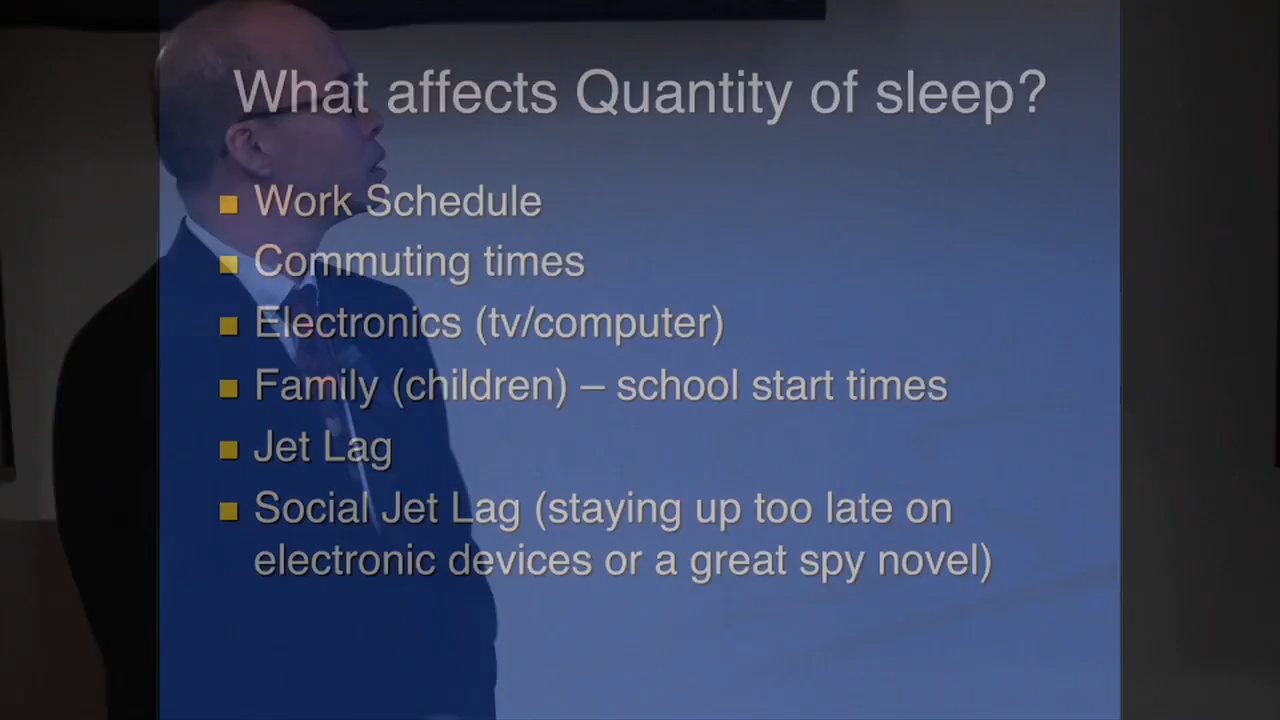 What affects Quantity of sleep?
Work Schedule
Commuting times
Electronics (tv/computer)
Family (children) – school start times
Jet Lag
Social Jet Lag (staying up too late on
electronic devices or a great spy novel)